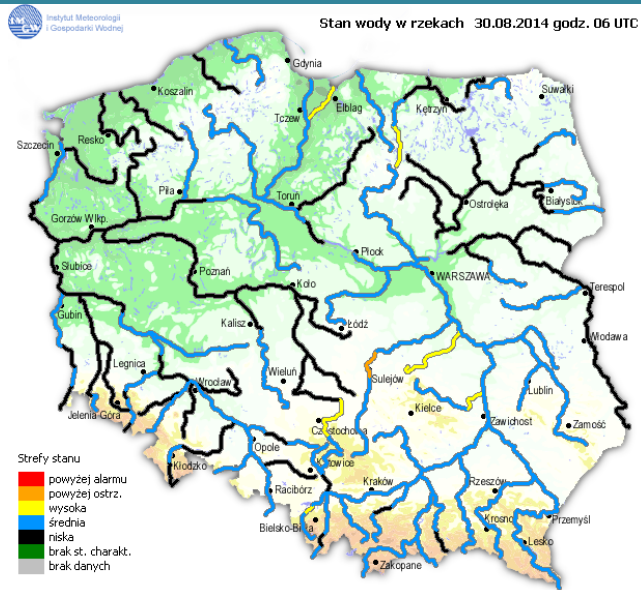 Instytut Meteorologii
i Gospodarki Wodnej
Stan wody w rzekach 30.08.2014 godz. 06 UTC
Gdynia
Koszalin
Suwałki
Kętrzyn
Elbląg
Tczew
Resko
Szczecin
Piła
Toruń
Ostrołęka
Białystok
Gorzów Wlkp.
Płock
Słubice
Poznań
WARSZAWA
Koło
Terespol
Gubin
Kalisz
Łódź
Włodawa
Legnica
Wieluń
Sulejów
Wrocław
Lublin
Jelenia Góra
Kielce
Zawichost
Częstochowa
Zamość
Opole
Kłodzko
Katowice
Kraków
Rzeszów
Racibórz
Przemyśl
Bielsko-Biała
Krosno
Lesko
Zakopane
Strefy stanu
powyżej alarmu
powyżej ostrz.
wysoka
średnia
niska
brak st. charakt.
brak danych